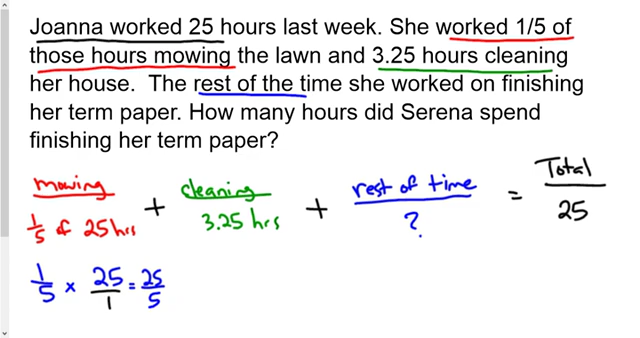 Joanna worked 25 hours last week. She worked 1/5 of
those hours mowing the lawn and 3.25 hours cleaning
her house. The rest of the time she worked on finishing
her term paper. How many hours did Serena spend
finishing her term paper?
mowing + cleaning + rest of time = Total
1/5 of 25 hrs 3.25 hrs ? 25
1/5 × 25/1 = 25/5